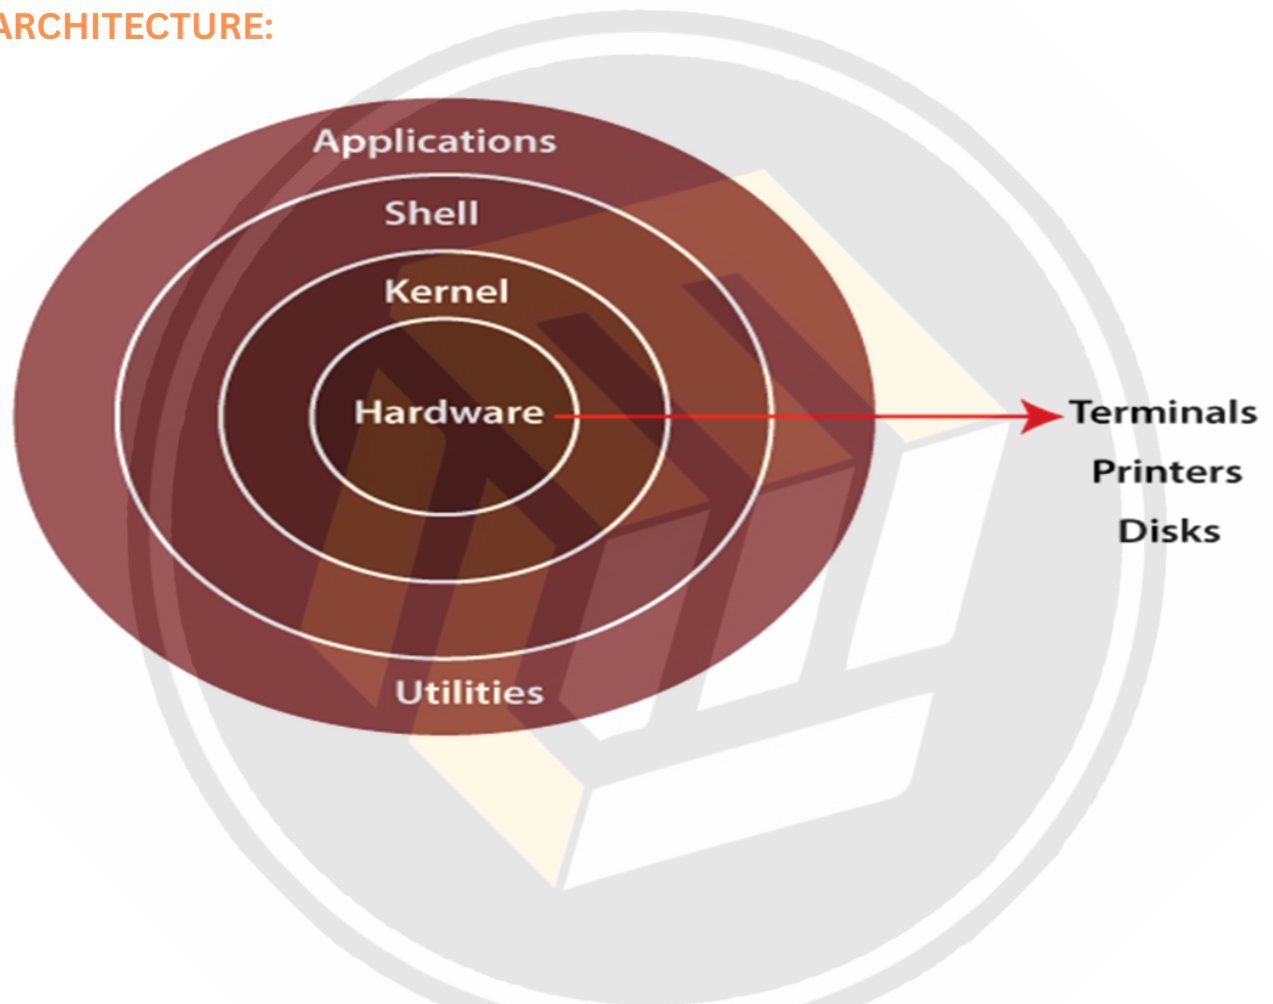 ARCHITECTURE:
Applications
Shell
Kernel
Hardware
Terminals
Printers
Disks
Utilities